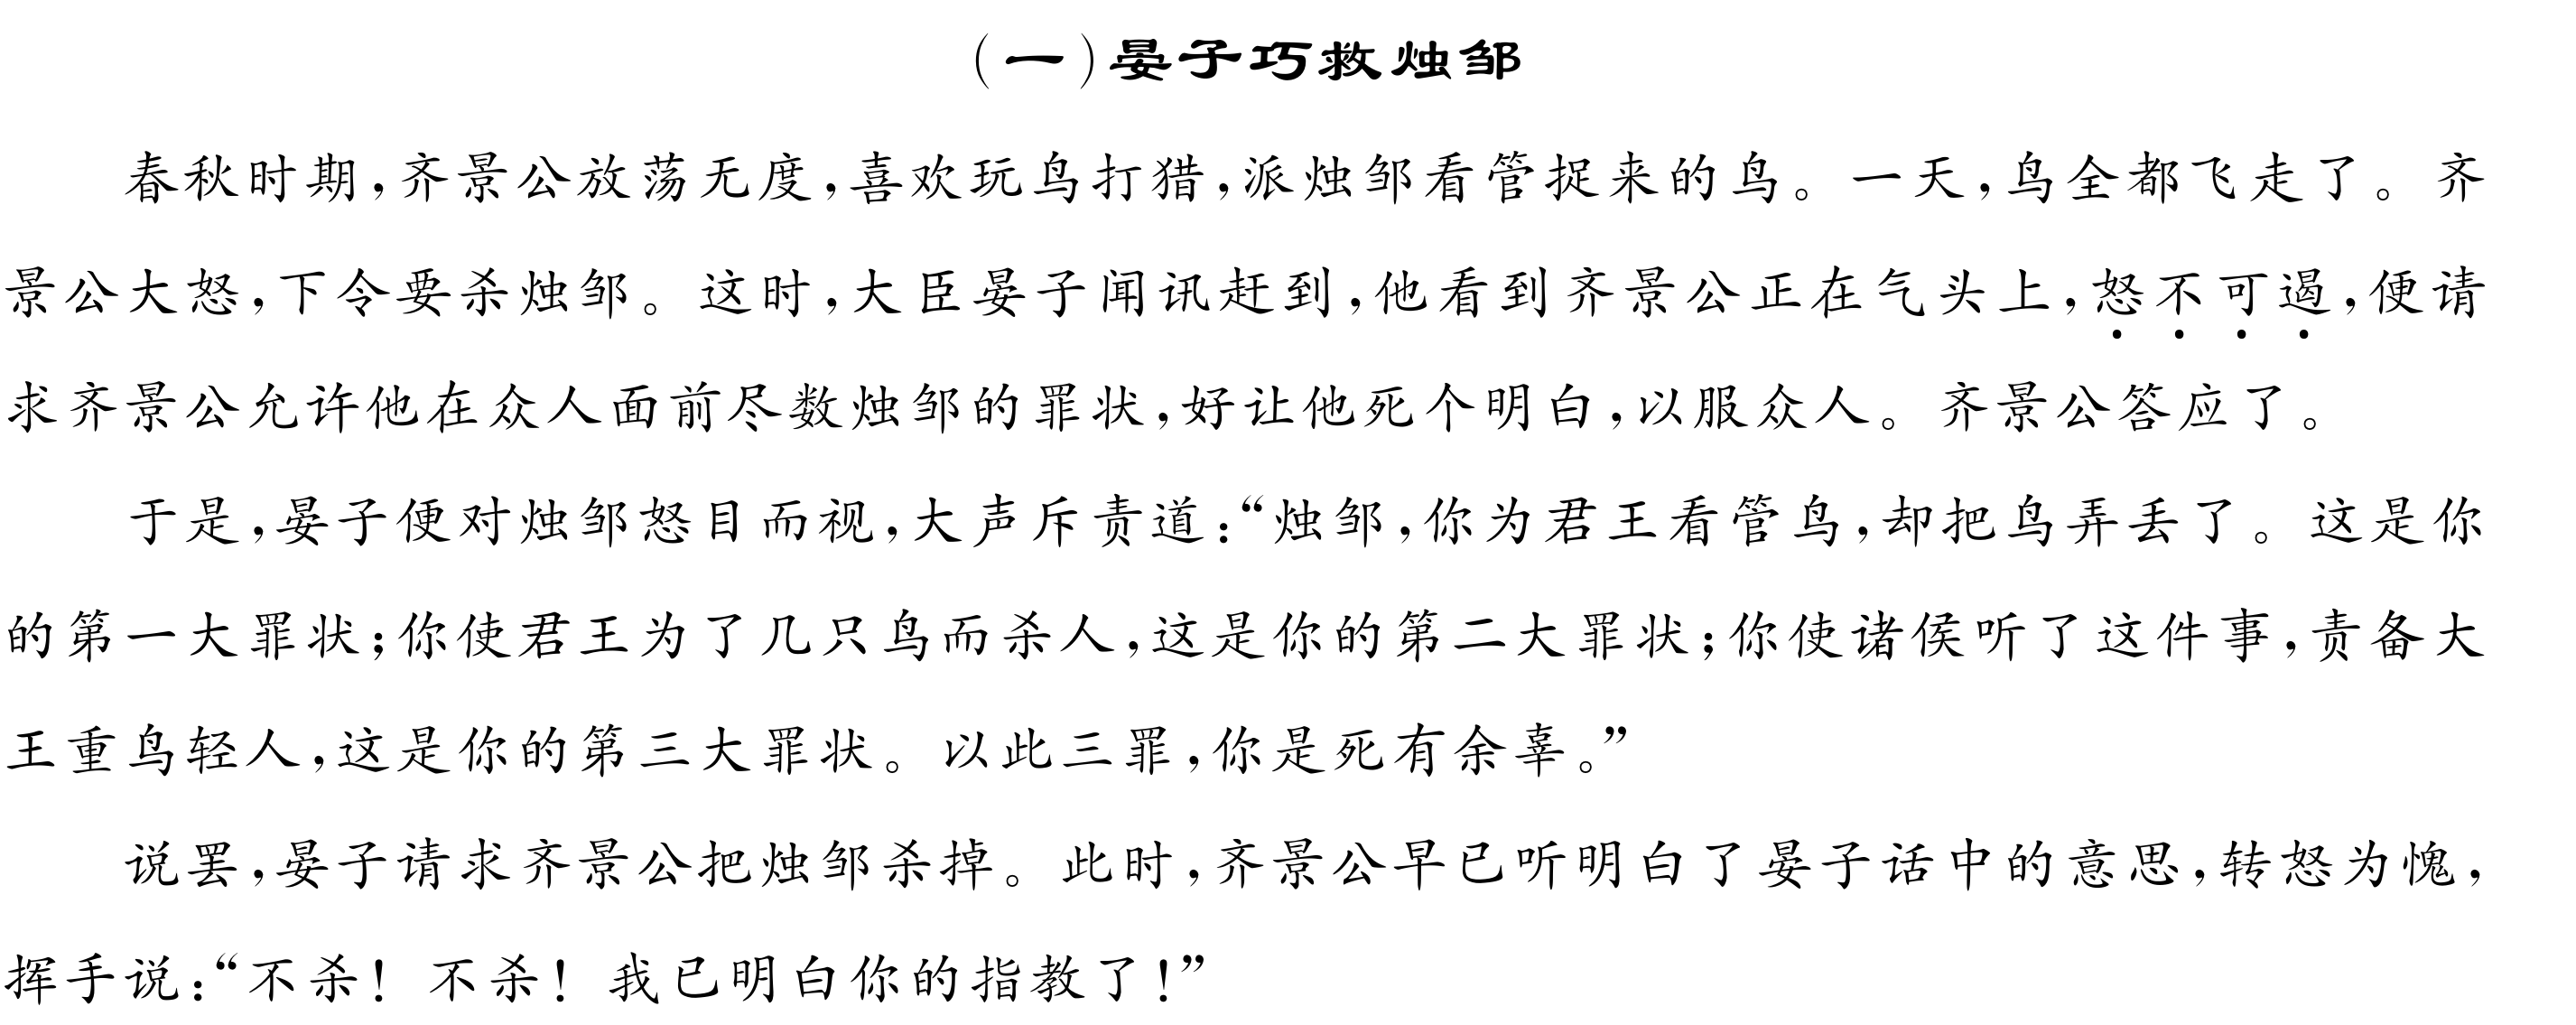 （一）晏子巧救烛邹
春秋时期，齐景公放荡无度，喜欢玩鸟打猎，派烛邹看管捉来的鸟。一天，鸟全都飞走了。齐
景公大怒，下令要杀烛邹。这时，大臣晏子闻讯赶到，他看到齐景公正在气头上，怒不可遏，便请
求齐景公允许他在众人面前尽数烛邹的罪状，好让他死个明白，以服众人。齐景公答应了。
于是，晏子便对烛邹怒目而视，大声斥责道：“烛邹，你为君王看管鸟，却把鸟弄丢了。这是你
的第一大罪状；你使君王为了几只鸟而杀人，这是你的第二大罪状；你使诸侯听了这件事，责备大
王重鸟轻人，这是你的第三大罪状。以此三罪，你是死有余辜。”
说罢，晏子请求齐景公把烛邹杀掉。此时，齐景公早已听明白了晏子话中的意思，转怒为愧，
挥手说：“不杀！不杀！我已明白你的指教了！”